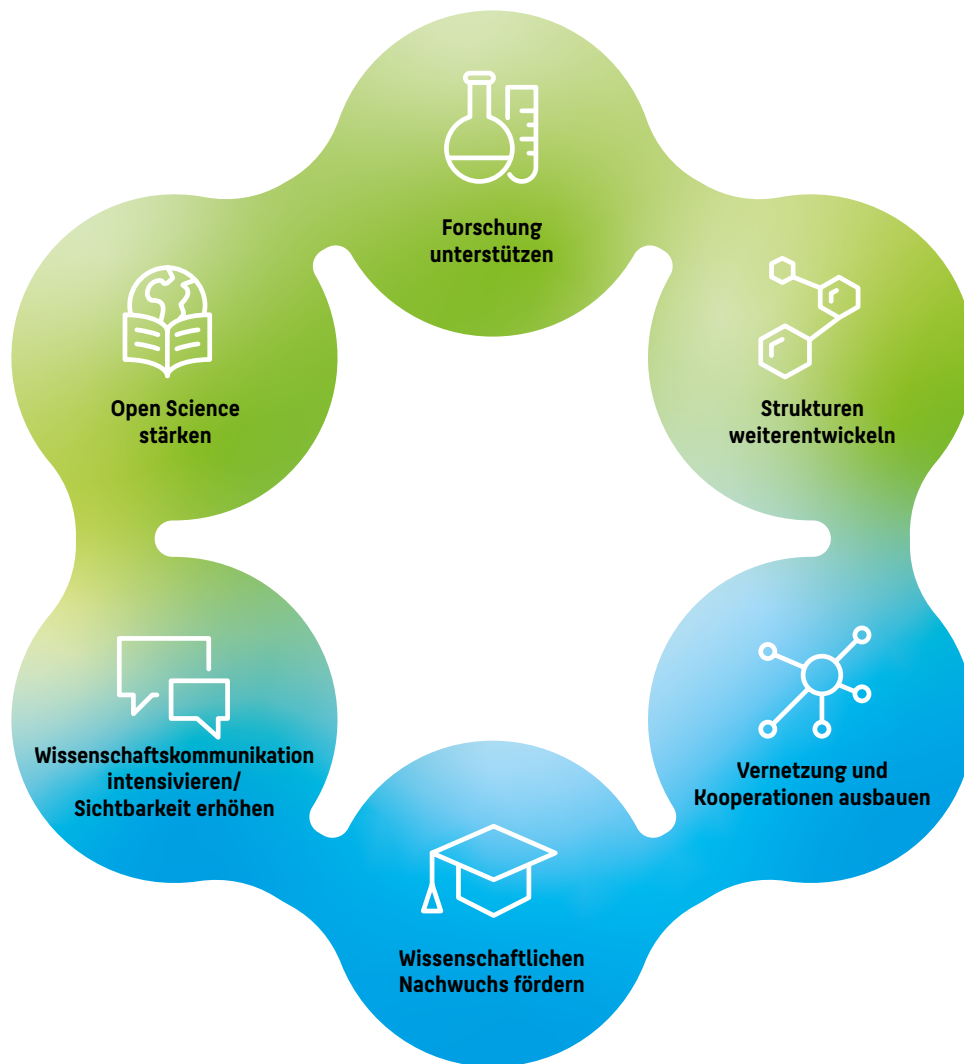 Forschung
unterstützen
Strukturen
weiterentwickeln
Vernetzung und
Kooperationen ausbauen
Wissenschaftlichen
Nachwuchs fördern
Wissenschaftskommunikation
intensivieren/
Sichtbarkeit erhöhen
Open Science
stärken